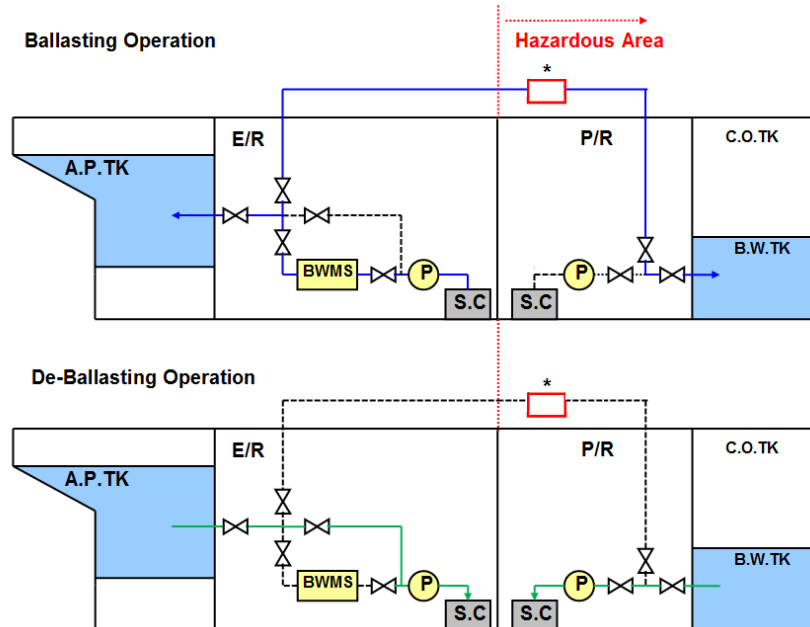 Ballasting Operation
Hazardous Area
*
E/R
P/R
C.O.TK
A.P.TK
B.W.TK
BWMS
P
P
S.C
S.C
De-Ballasting Operation
*
E/R
P/R
C.O.TK
A.P.TK
B.W.TK
BWMS
P
P
S.C
S.C